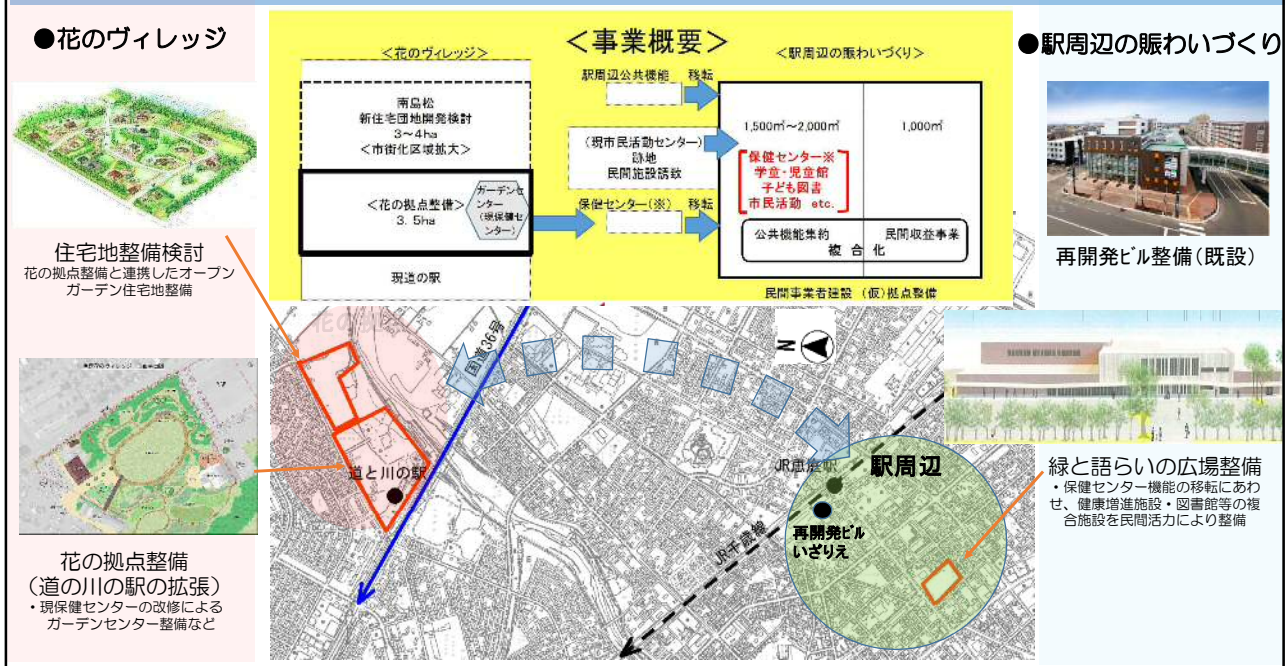 ●花のヴィレッジ
住宅地整備検討
花の拠点整備と連携したオープン
ガーデン住宅地整備
花の拠点整備
(道の川の駅の拡張)
・現保健センターの改修による
ガーデンセンター整備など
<事業概要>
<花のヴィレッジ>
南島松
新住宅団地開発検討
3~4ha
<市街化区域拡大>
<花の拠点整備>
3.5ha
ガーデンセ
ンター
(現保健セ
ンター)
現道の駅
駅周辺公共機能 移転
(現市民活動センター)
跡地
民間施設誘致
保健センター(※) 移転
<駅周辺の賑わいづくり>
1,500㎡~2,000㎡
1,000㎡
保健センター※
学童・児童館
子ども図書
市民活動 etc.
公共機能集約 民間収益事業
複合化
民間事業者建設 (仮)拠点整備
国道36号
道と川の駅
N
JR恵庭駅
駅周辺
再開発ビル
いざりえ
JR千歳線
●駅周辺の賑わいづくり
再開発ビル整備(既設)
緑と語らいの広場整備
・保健センター機能の移転にあわ
せ、健康増進施設・図書館等の複
合施設を民間活力により整備